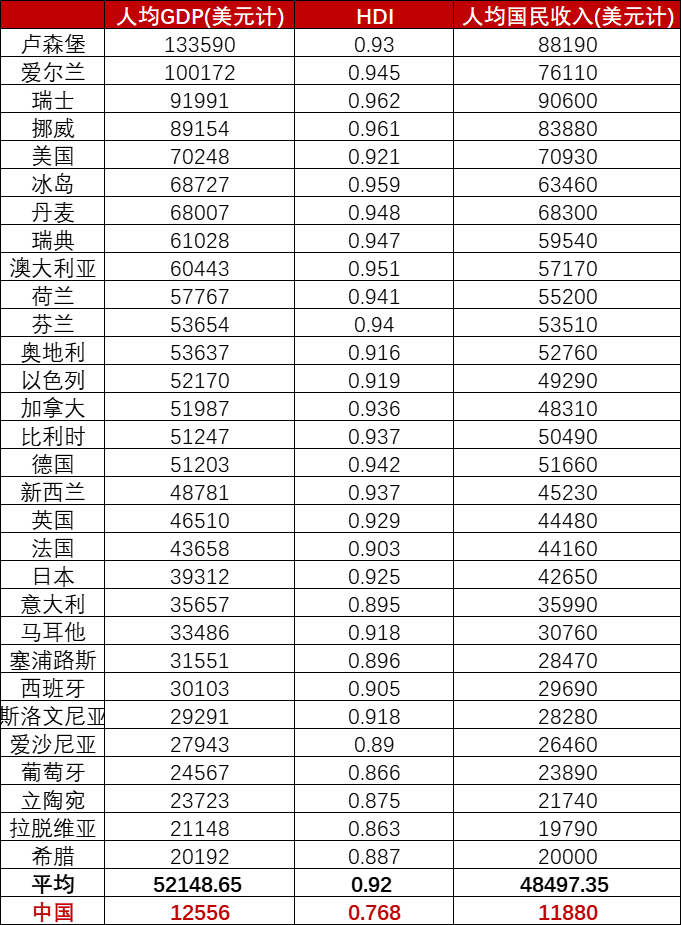 人均GDP(美元计) HDI 人均国民收入(美元计)
卢森堡 133590 0.93 88190
爱尔兰 100172 0.945 76110
瑞士 91991 0.962 90600
挪威 89154 0.961 83880
美国 70248 0.921 70930
冰岛 68727 0.959 63460
丹麦 68007 0.948 68300
瑞典 61028 0.947 59540
澳大利亚 60443 0.951 57170
荷兰 57767 0.941 55200
芬兰 53654 0.94 53510
奥地利 53637 0.916 52760
以色列 52170 0.919 49290
加拿大 51987 0.936 48310
比利时 51247 0.937 50490
德国 51203 0.942 51660
新西兰 48781 0.937 45230
英国 46510 0.929 44480
法国 43658 0.903 44160
日本 39312 0.925 42650
意大利 35657 0.895 35990
马耳他 33486 0.918 30760
塞浦路斯 31551 0.896 28470
西班牙 30103 0.905 29690
斯洛文尼亚 29291 0.918 28280
爱沙尼亚 27943 0.89 26460
葡萄牙 24567 0.866 23890
立陶宛 23723 0.875 21740
拉脱维亚 21148 0.863 19790
希腊 20192 0.887 20000
平均 52148.65 0.92 48497.35
中国 12556 0.768 11880